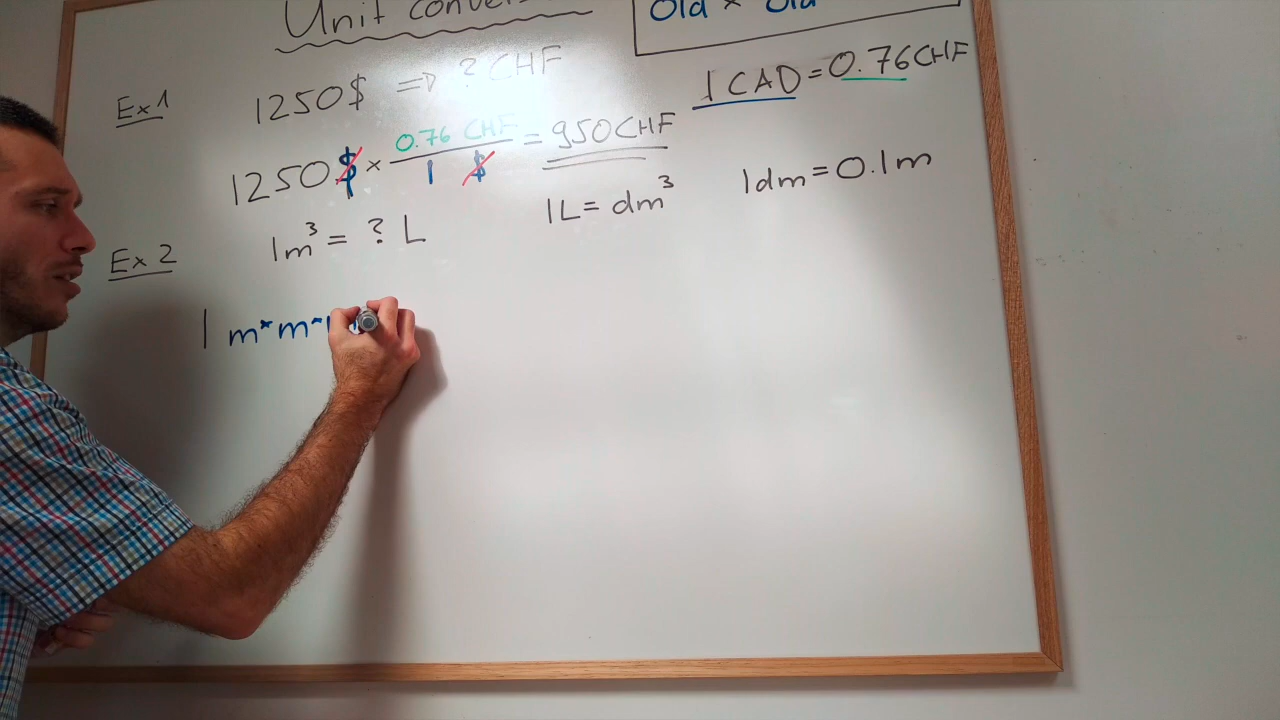 Unit
Old × Old
Ex 1 1250$ => ? CHF 1 CAD = 0.76 CHF
1250 $ × 0.76 CHF / 1 $ = 950 CHF
1dm = 0.1m
Ex 2 1m³ = ? L 1L = dm³
1 m*m*